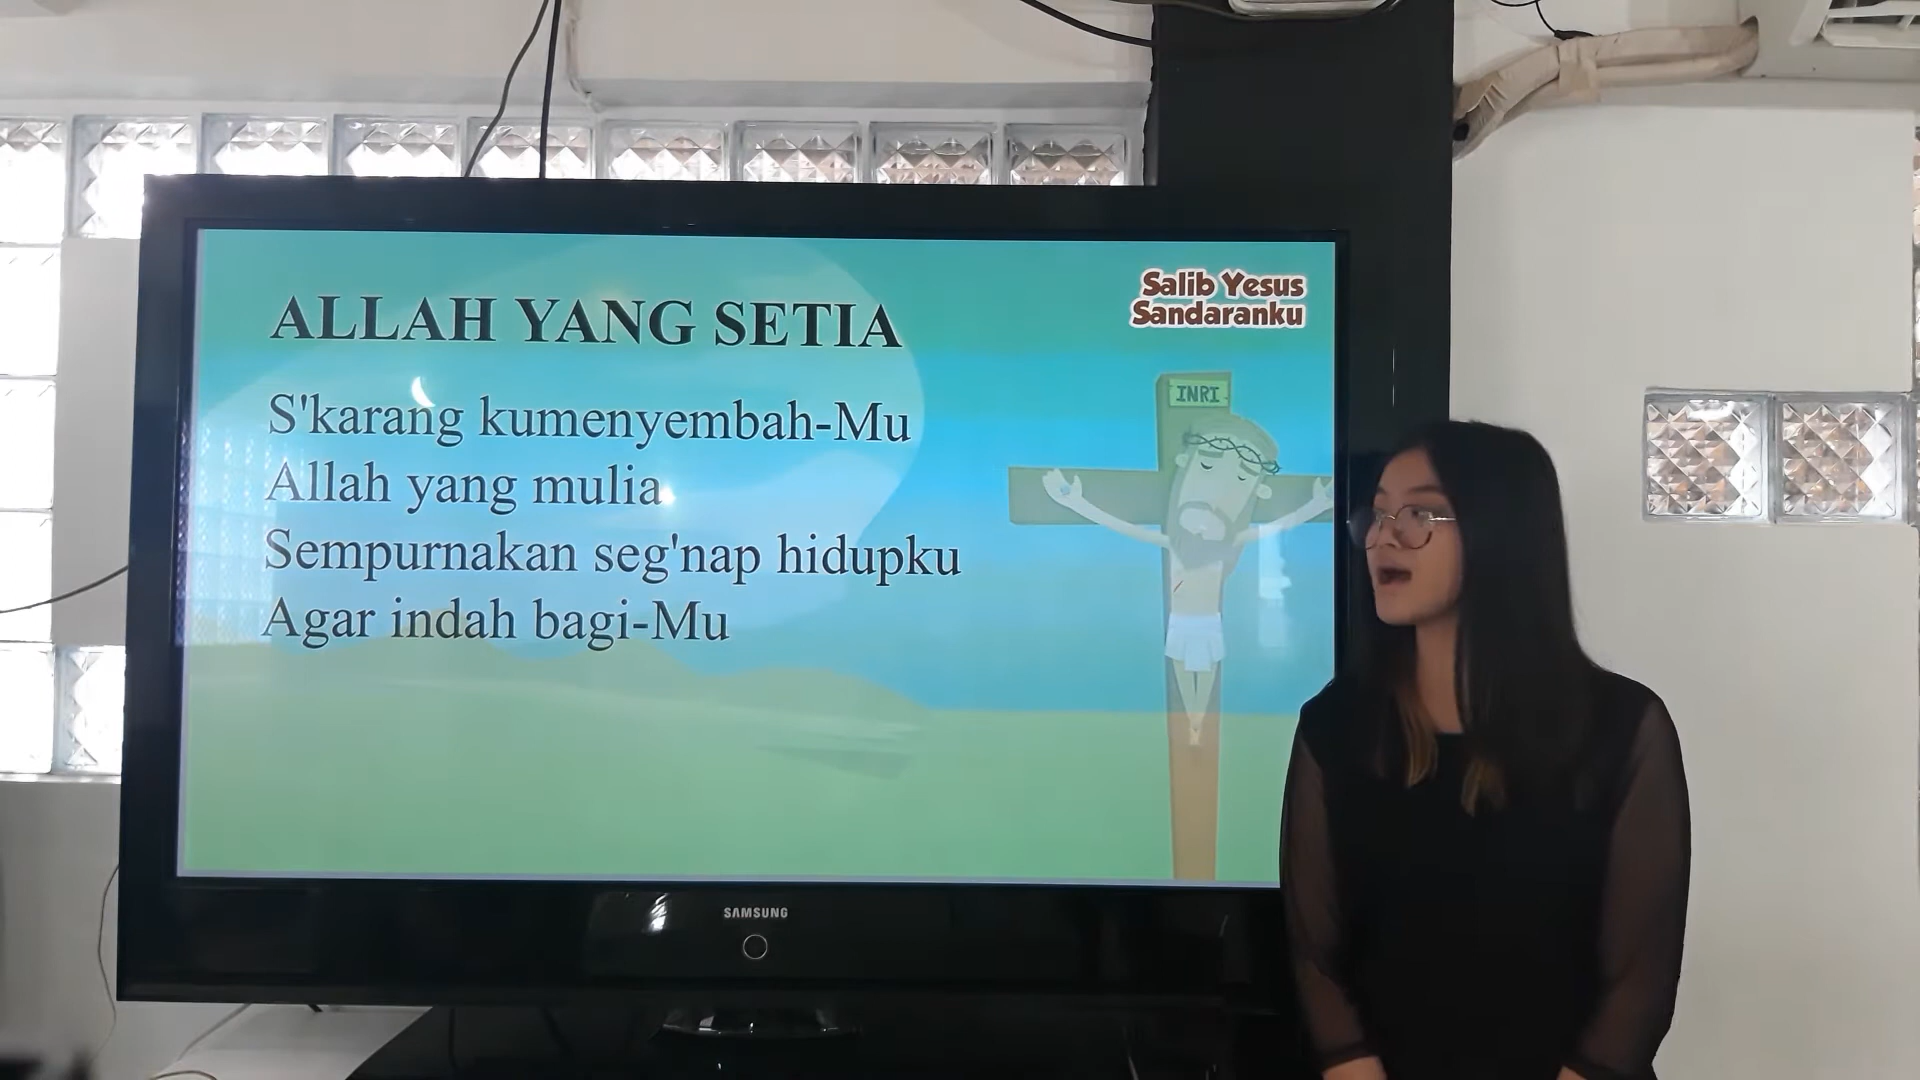 Salib Yesus
Sandaranku
ALLAH YANG SETIA
S'karang kumenyembah-Mu
Allah yang mulia
Sempurnakan seg'nap hidupku
Agar indah bagi-Mu
INRI
SAMSUNG